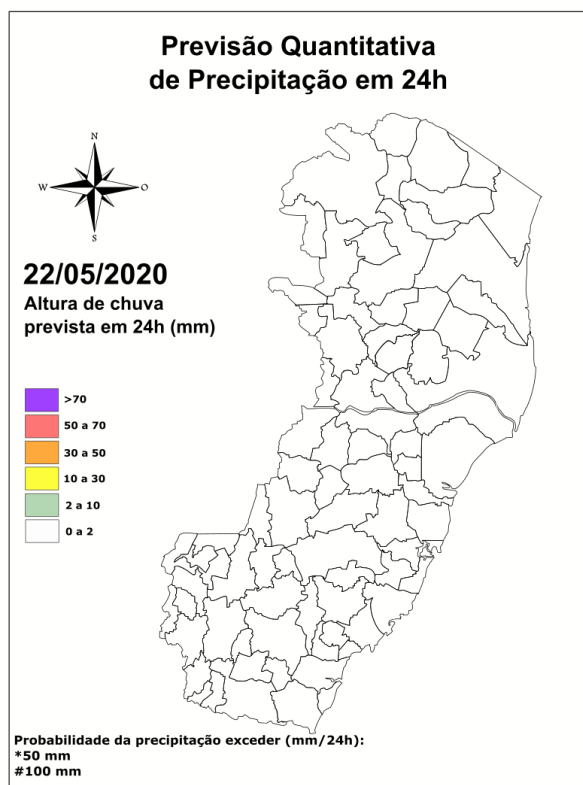 Previsão Quantitativa
de Precipitação em 24h
N
W
O
S
22/05/2020
Altura de chuva
prevista em 24h (mm)
>70
50 a 70
30 a 50
10 a 30
2 a 10
0 a 2
Probabilidade da precipitação exceder (mm/24h):
*50 mm
#100 mm